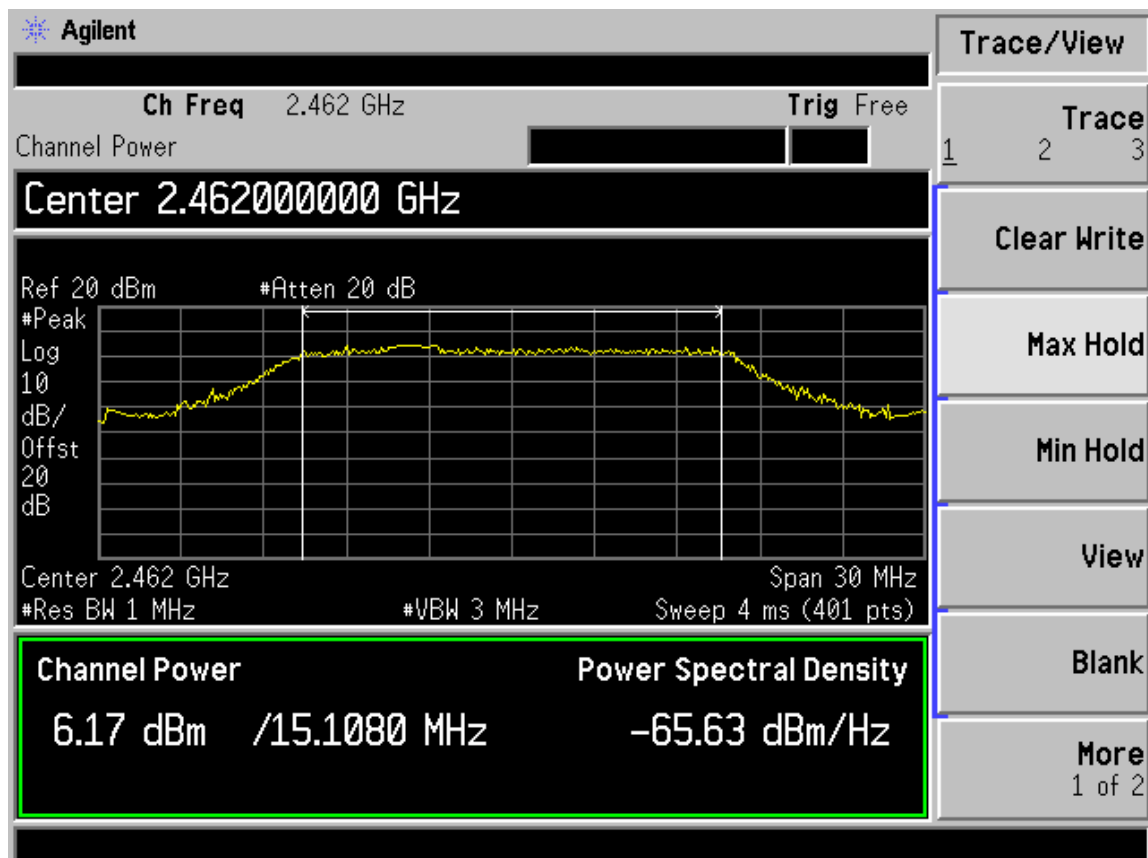 Agilent
Ch Freq 2.462 GHz Trig Free
Channel Power
Center 2.462000000 GHz
Ref 20 dBm #Atten 20 dB
#Peak
Log
10
dB/
Offst
20
dB
Center 2.462 GHz Span 30 MHz
#Res BW 1 MHz #VBW 3 MHz Sweep 4 ms (401 pts)
Channel Power Power Spectral Density
6.17 dBm /15.1080 MHz -65.63 dBm/Hz
Trace/View
Trace
1 2 3
Clear Write
Max Hold
Min Hold
View
Blank
More
1 of 2